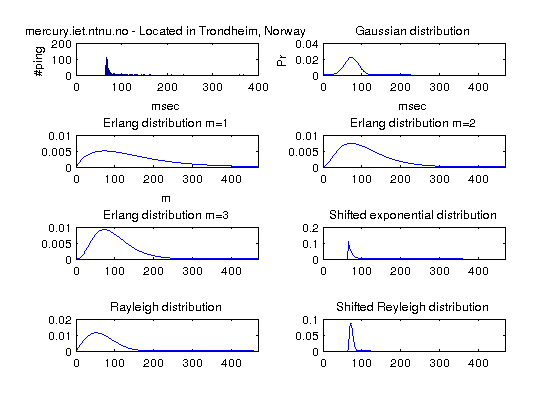 mercury.iet.ntnu.no - Located in Trondheim, Norway
200
100
0
#ping
0 100 200 300 400
msec
Gaussian distribution
0.04
0.02
0
Pr
0 100 200 300 400
msec
Erlang distribution m=1
0.01
0.005
0
0 100 200 300 400
m
Erlang distribution m=2
0.01
0.005
0
0 100 200 300 400
Erlang distribution m=3
0.01
0.005
0
0 100 200 300 400
Shifted exponential distribution
0.2
0.1
0
0 100 200 300 400
Rayleigh distribution
0.02
0.01
0
0 100 200 300 400
Shifted Reyleigh distribution
0.1
0.05
0
0 100 200 300 400